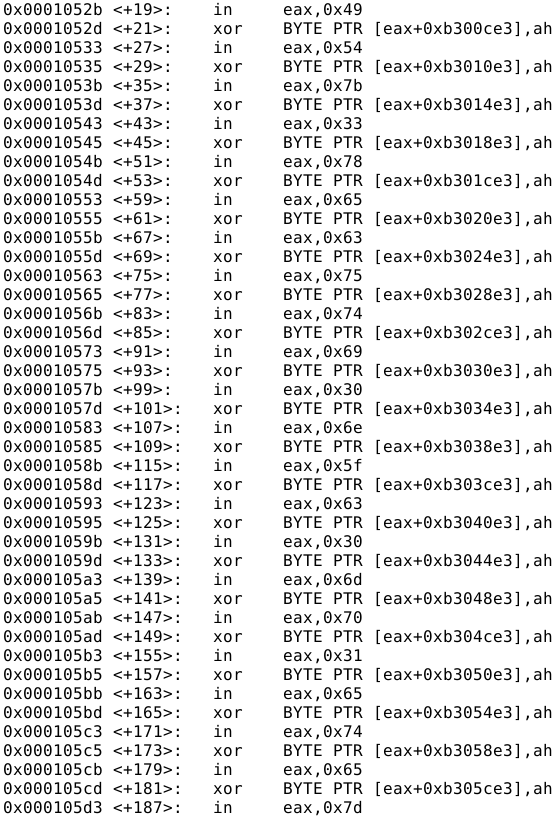 0x0001052b <+19>:    in     eax,0x49
0x0001052d <+21>:    xor    BYTE PTR [eax+0xb300ce3],ah
0x00010533 <+27>:    in     eax,0x54
0x00010535 <+29>:    xor    BYTE PTR [eax+0xb3010e3],ah
0x0001053b <+35>:    in     eax,0x7b
0x0001053d <+37>:    xor    BYTE PTR [eax+0xb3014e3],ah
0x00010543 <+43>:    in     eax,0x33
0x00010545 <+45>:    xor    BYTE PTR [eax+0xb3018e3],ah
0x0001054b <+51>:    in     eax,0x78
0x0001054d <+53>:    xor    BYTE PTR [eax+0xb301ce3],ah
0x00010553 <+59>:    in     eax,0x65
0x00010555 <+61>:    xor    BYTE PTR [eax+0xb3020e3],ah
0x0001055b <+67>:    in     eax,0x63
0x0001055d <+69>:    xor    BYTE PTR [eax+0xb3024e3],ah
0x00010563 <+75>:    in     eax,0x75
0x00010565 <+77>:    xor    BYTE PTR [eax+0xb3028e3],ah
0x0001056b <+83>:    in     eax,0x74
0x0001056d <+85>:    xor    BYTE PTR [eax+0xb302ce3],ah
0x00010573 <+91>:    in     eax,0x69
0x00010575 <+93>:    xor    BYTE PTR [eax+0xb3030e3],ah
0x0001057b <+99>:    in     eax,0x30
0x0001057d <+101>:   xor    BYTE PTR [eax+0xb3034e3],ah
0x00010583 <+107>:   in     eax,0x6e
0x00010585 <+109>:   xor    BYTE PTR [eax+0xb3038e3],ah
0x0001058b <+115>:   in     eax,0x5f
0x0001058d <+117>:   xor    BYTE PTR [eax+0xb303ce3],ah
0x00010593 <+123>:   in     eax,0x63
0x00010595 <+125>:   xor    BYTE PTR [eax+0xb3040e3],ah
0x0001059b <+131>:   in     eax,0x30
0x0001059d <+133>:   xor    BYTE PTR [eax+0xb3044e3],ah
0x000105a3 <+139>:   in     eax,0x6d
0x000105a5 <+141>:   xor    BYTE PTR [eax+0xb3048e3],ah
0x000105ab <+147>:   in     eax,0x70
0x000105ad <+149>:   xor    BYTE PTR [eax+0xb304ce3],ah
0x000105b3 <+155>:   in     eax,0x31
0x000105b5 <+157>:   xor    BYTE PTR [eax+0xb3050e3],ah
0x000105bb <+163>:   in     eax,0x65
0x000105bd <+165>:   xor    BYTE PTR [eax+0xb3054e3],ah
0x000105c3 <+171>:   in     eax,0x74
0x000105c5 <+173>:   xor    BYTE PTR [eax+0xb3058e3],ah
0x000105cb <+179>:   in     eax,0x65
0x000105cd <+181>:   xor    BYTE PTR [eax+0xb305ce3],ah
0x000105d3 <+187>:   in     eax,0x7d